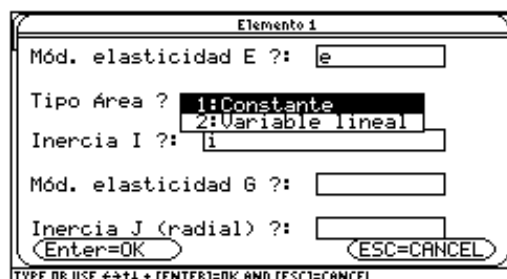 Elemento 1
Mód. elasticidad E ?: e
Tipo Área ? 1:Constante
2:Variable lineal
Inercia I ?: i
Mód. elasticidad G ?:
Inercia J (radial) ?:
Enter=OK ESC=CANCEL
TYPE OR USE ←→↑↓ + [ENTER]=OK AND [ESC]=CANCEL